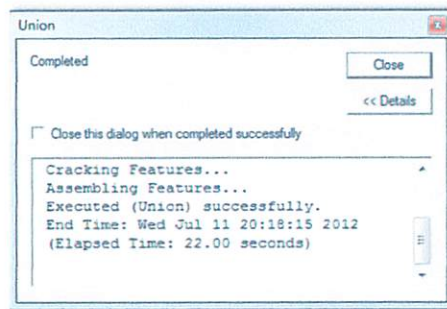 Union
Completed
Close
<< Details
Close this dialog when completed successfully
Cracking Features...
Assembling Features...
Executed (Union) successfully.
End Time: Wed Jul 11 20:18:15 2012
(Elapsed Time: 22.00 seconds)